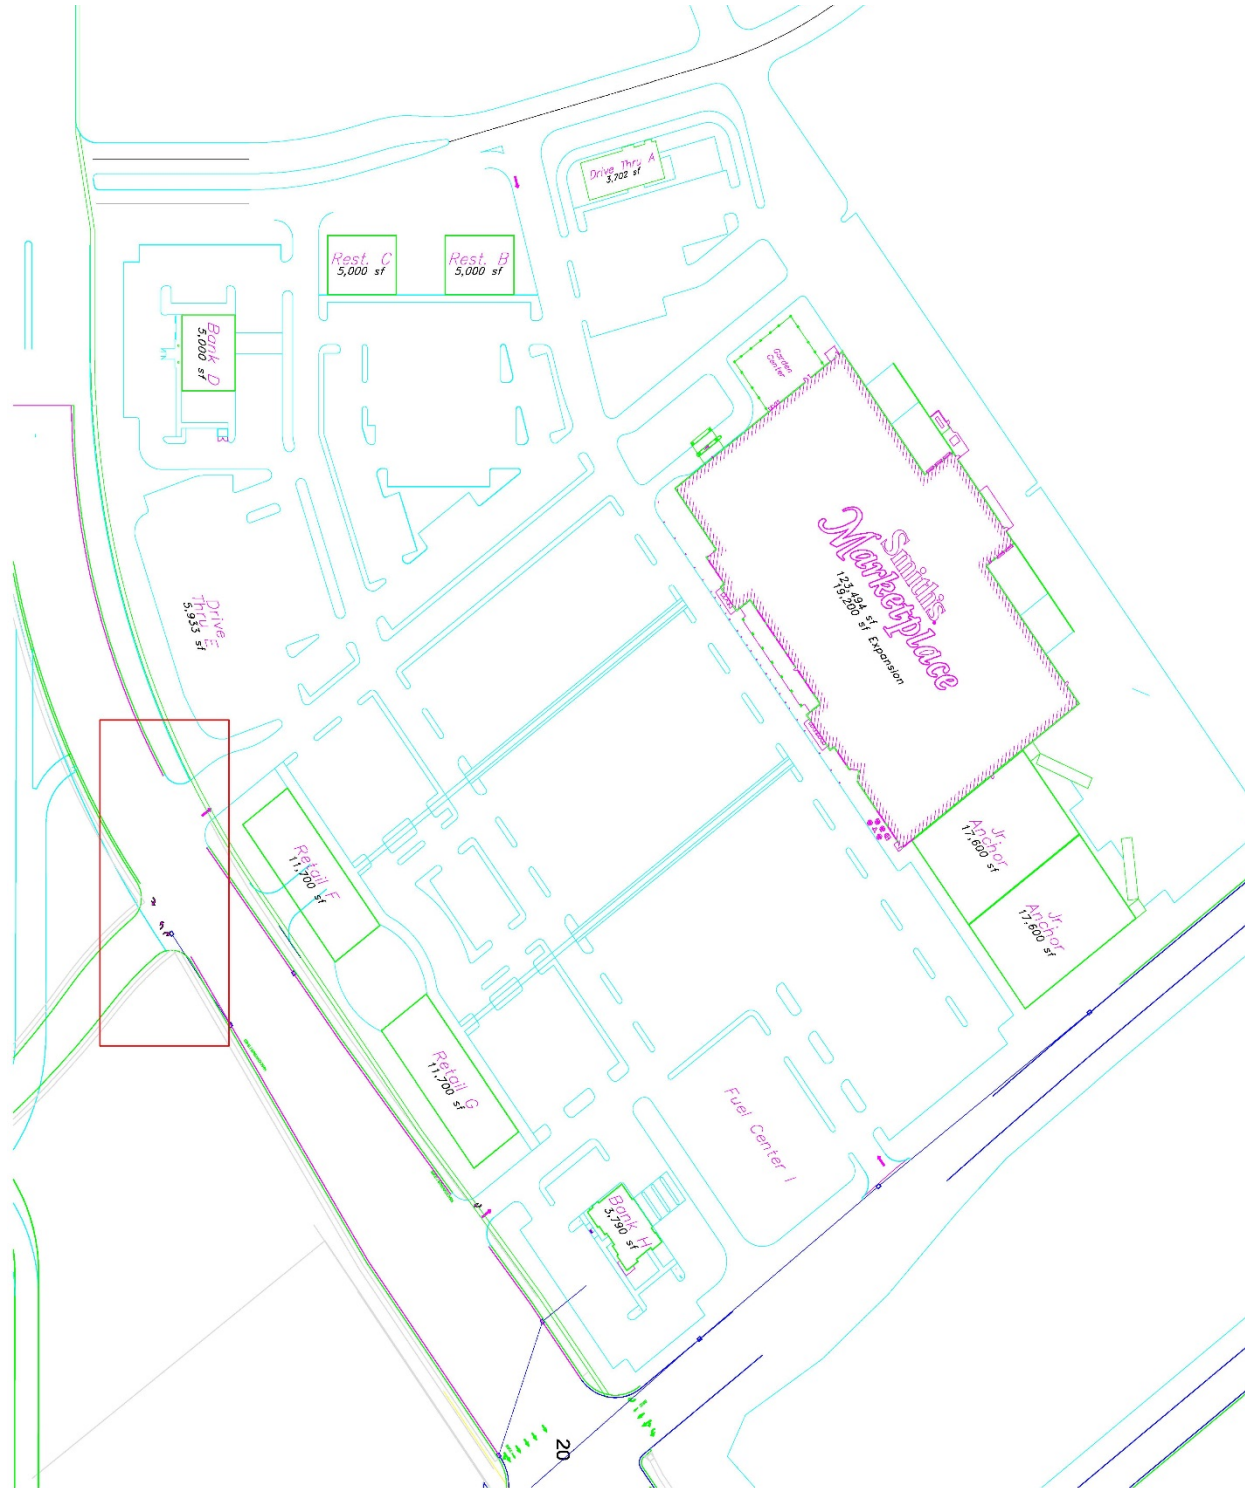 Drive Thru A
3,702 sf
Rest. C
5,000 sf
Rest. B
5,000 sf
Bank D
5,000 sf
Garden
Center
Smith's
Marketplace
123,494 sf
19,200 sf Expansion
Drive
Thru E
5,933 sf
Jr.
Anchor
17,600 sf
Jr.
Anchor
17,600 sf
Retail F
11,700 sf
Retail G
11,700 sf
Fuel Center I
Bank H
3,790 sf
20